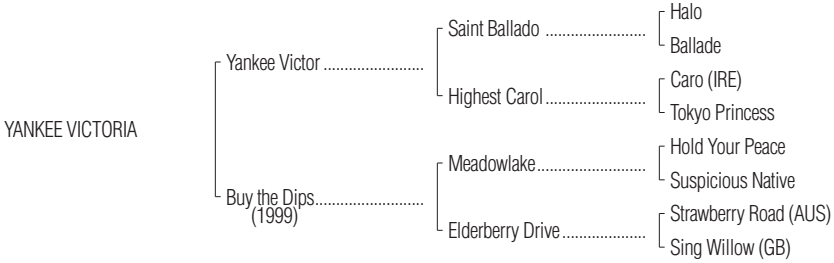 Halo
Saint Ballado ..........................
Ballade
Yankee Victor ..........................
Caro (IRE)
Highest Carol ..........................
Tokyo Princess
YANKEE VICTORIA
Hold Your Peace
Meadowlake ...........................
Suspicious Native
Buy the Dips ...........................
(1999)
Strawberry Road (AUS)
Elderberry Drive .....................
Sing Willow (GB)